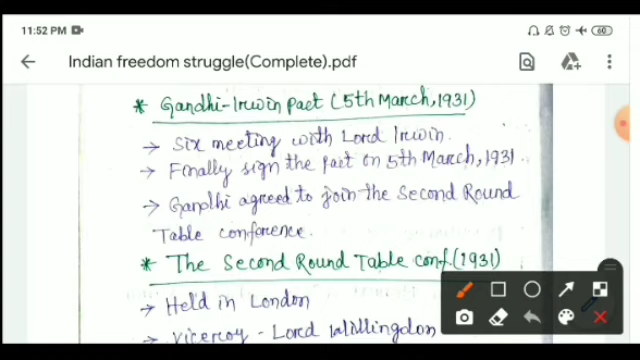 11:52 PM
60
Indian freedom struggle(Complete).pdf
* Gandhi-Irwin Pact (5th March, 1931)
→ Six meeting with Lord Irwin.
→ Finally sign the pact on 5th March, 1931.
→ Gandhi agreed to join the Second Round
Table conference.
* The Second Round Table conf.(1931)
→ Held in London
→ Viceroy - Lord Willingdon